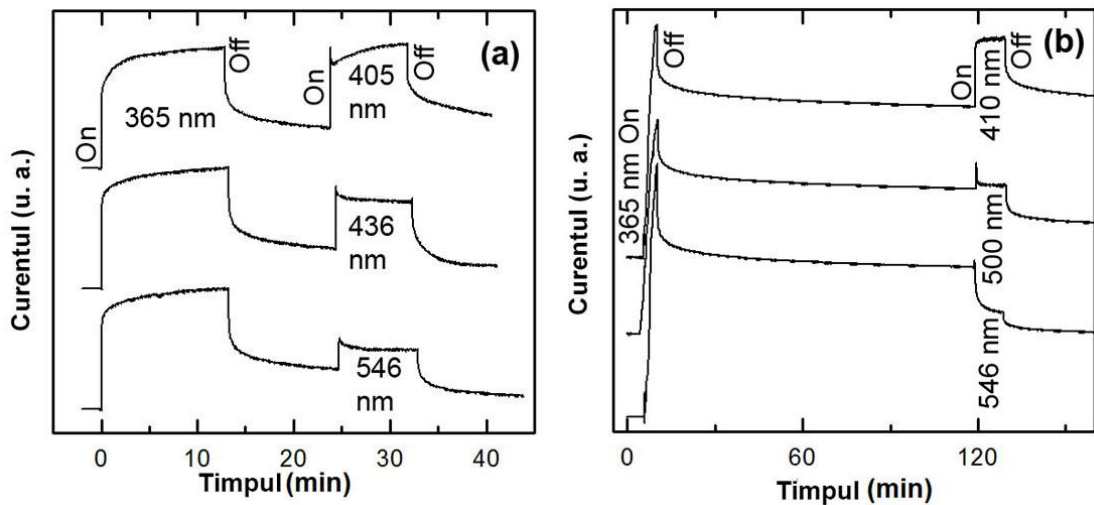 (a)
On
365 nm
Off
On
405
nm
Off
436
nm
546
nm
Curentul (u. a.)
0
10
20
30
40
Timpul (min)
(b)
365 nm On
Off
On
410 nm
Off
500 nm
546 nm
Curentul (u. a.)
0
60
120
Timpul (min)